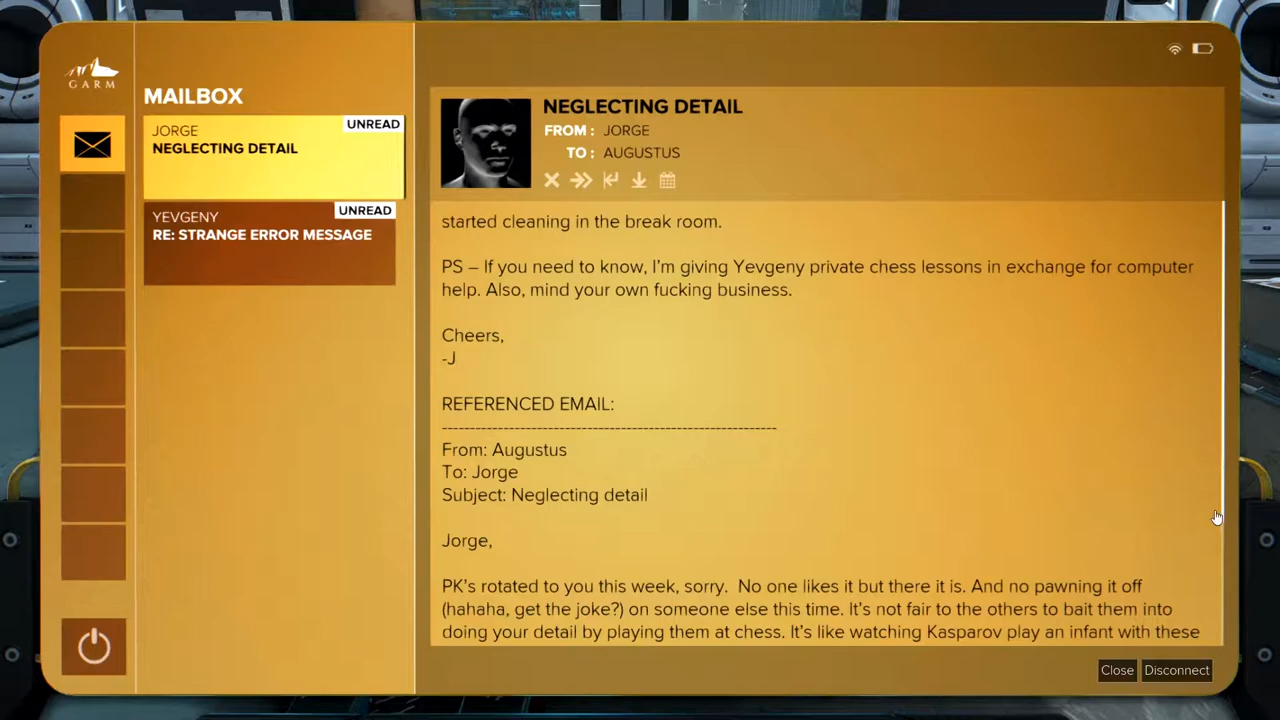 GARM
MAILBOX
JORGE
UNREAD
NEGLECTING DETAIL
YEVGENY
UNREAD
RE: STRANGE ERROR MESSAGE
NEGLECTING DETAIL
FROM : JORGE
TO : AUGUSTUS
started cleaning in the break room.
PS – If you need to know, I'm giving Yevgeny private chess lessons in exchange for computer
help. Also, mind your own fucking business.
Cheers,
-J
REFERENCED EMAIL:
------------------------------------------------------------
From: Augustus
To: Jorge
Subject: Neglecting detail
Jorge,
PK's rotated to you this week, sorry.  No one likes it but there it is. And no pawning it off
(hahaha, get the joke?) on someone else this time. It's not fair to the others to bait them into
doing your detail by playing them at chess. It's like watching Kasparov play an infant with these
Close
Disconnect